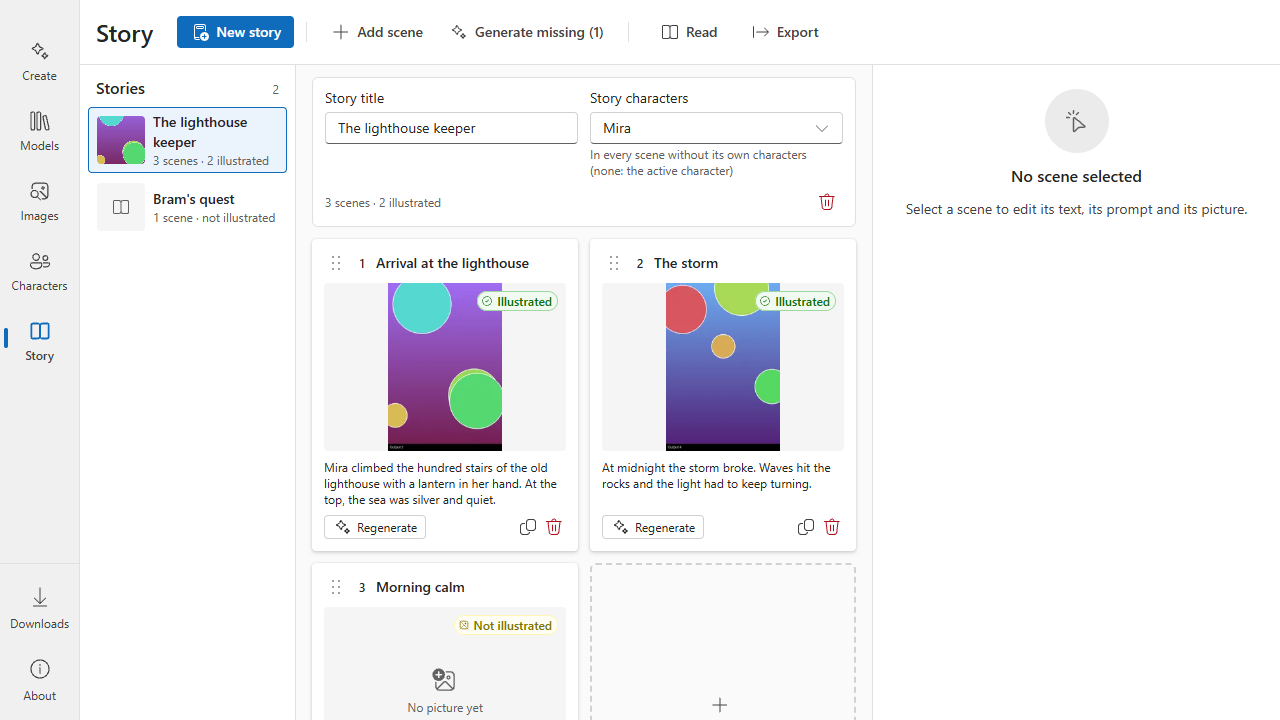 Story
New story
Add scene
Generate missing (1)
Read
Export
Create
Models
Images
Characters
Story
Downloads
About
Stories
2
The lighthouse
keeper
3 scenes · 2 illustrated
Bram's quest
1 scene · not illustrated
Story title
The lighthouse keeper
Story characters
Mira
In every scene without its own characters
(none: the active character)
3 scenes · 2 illustrated
1 Arrival at the lighthouse
Illustrated
Mira climbed the hundred stairs of the old
lighthouse with a lantern in her hand. At the
top, the sea was silver and quiet.
Regenerate
2 The storm
Illustrated
At midnight the storm broke. Waves hit the
rocks and the light had to keep turning.
Regenerate
3 Morning calm
Not illustrated
No picture yet
No scene selected
Select a scene to edit its text, its prompt and its picture.